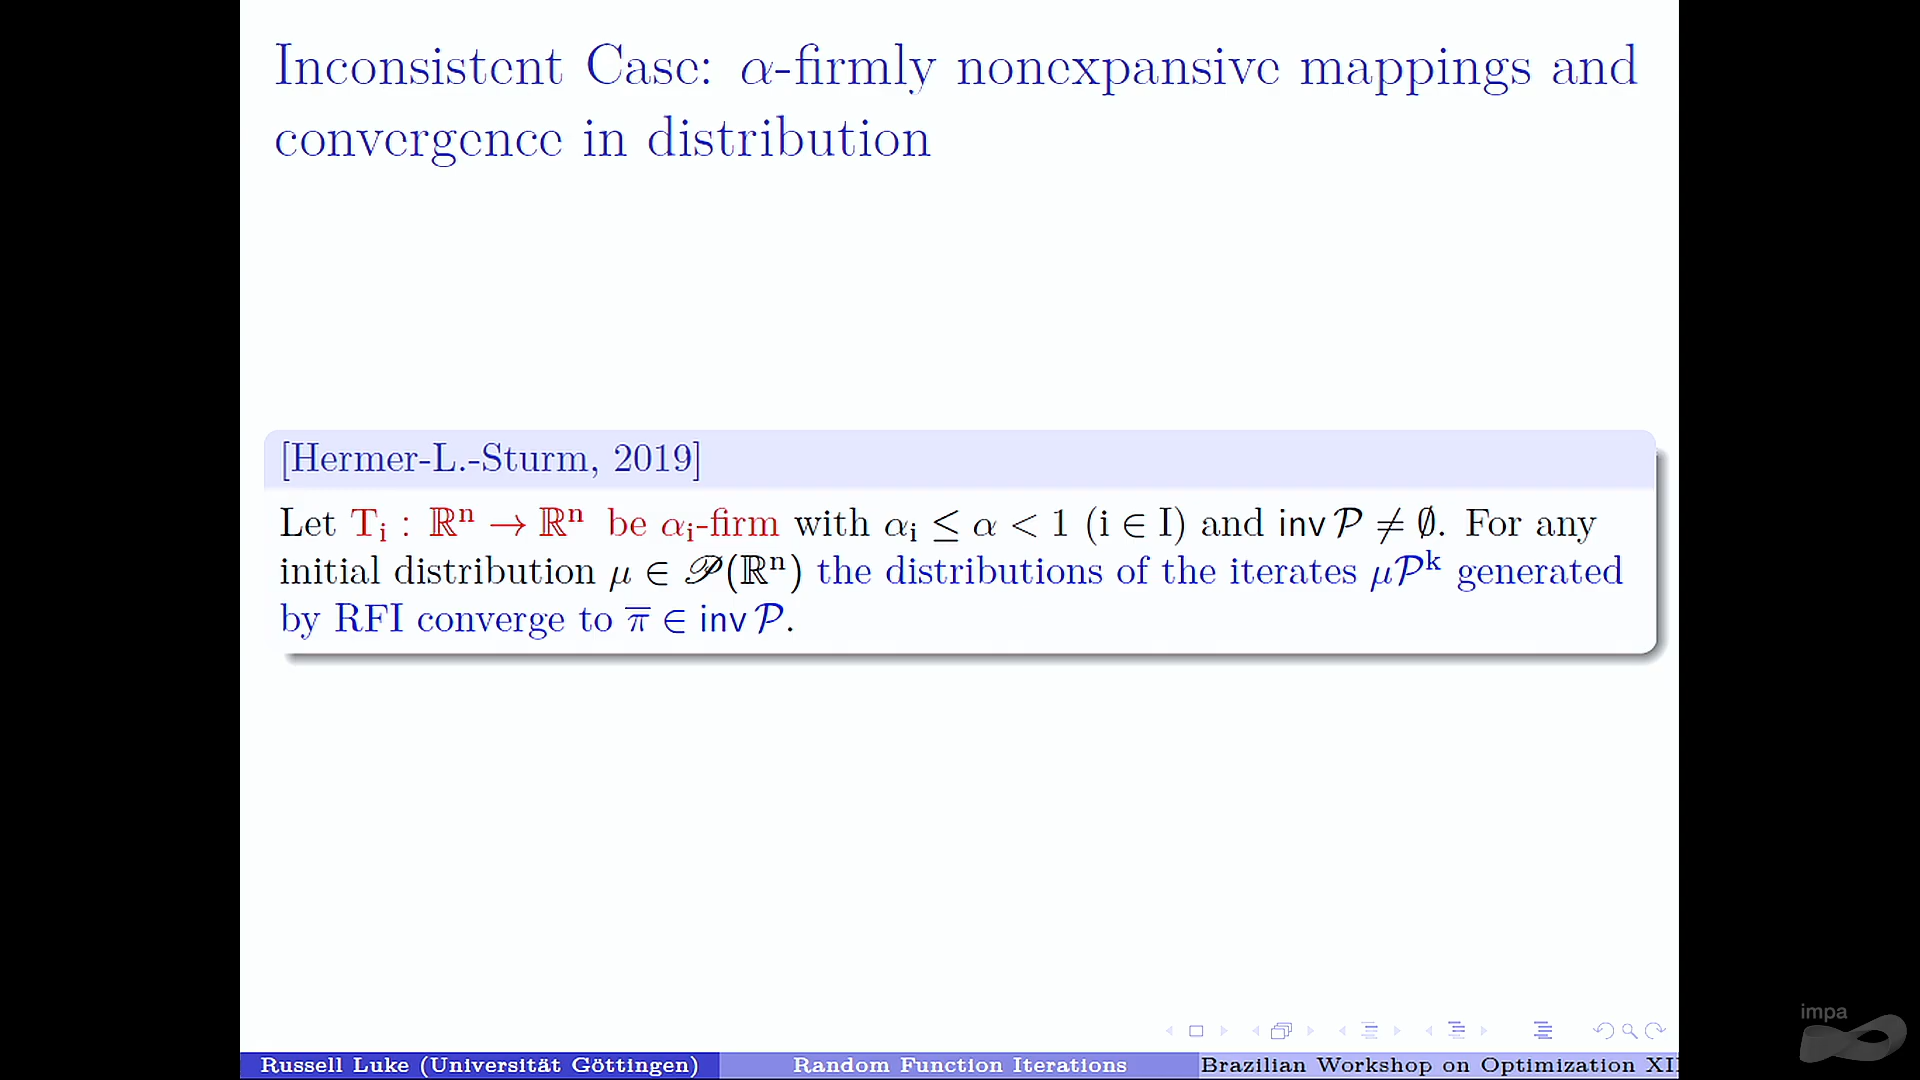 Inconsistent Case: α-firmly nonexpansive mappings and
convergence in distribution
[Hermer-L.-Sturm, 2019]
Let Tᵢ : ℝⁿ → ℝⁿ be αᵢ-firm with αᵢ ≤ α < 1 (i ∈ I) and inv 𝒫 ≠ ∅. For any
initial distribution μ ∈ 𝒫(ℝⁿ) the distributions of the iterates μ𝒫ᵏ generated
by RFI converge to π̅ ∈ inv 𝒫.
impa
Russell Luke (Universität Göttingen) Random Function Iterations Brazilian Workshop on Optimization XI